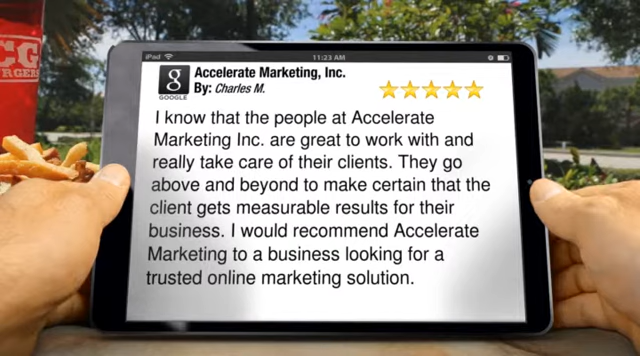 CG
iPad
11:23 AM
g
GOOGLE
Accelerate Marketing, Inc.
By: Charles M.
I know that the people at Accelerate
Marketing Inc. are great to work with and
really take care of their clients. They go
above and beyond to make certain that the
client gets measurable results for their
business. I would recommend Accelerate
Marketing to a business looking for a
trusted online marketing solution.